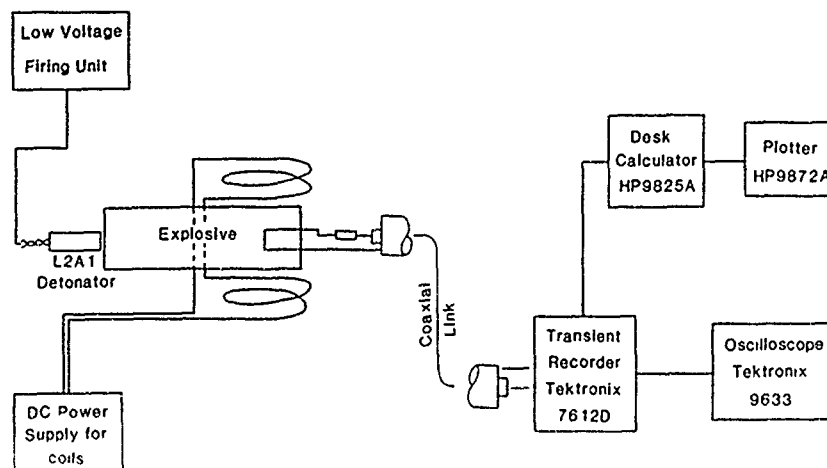 Low Voltage
Firing Unit
Explosive
L2A1
Detonator
DC Power
Supply for
coils
Coaxial
Link
Desk
Calculator
HP9825A
Plotter
HP9872A
Transient
Recorder
Tektronix
7612D
Oscilloscope
Tektronix
9633